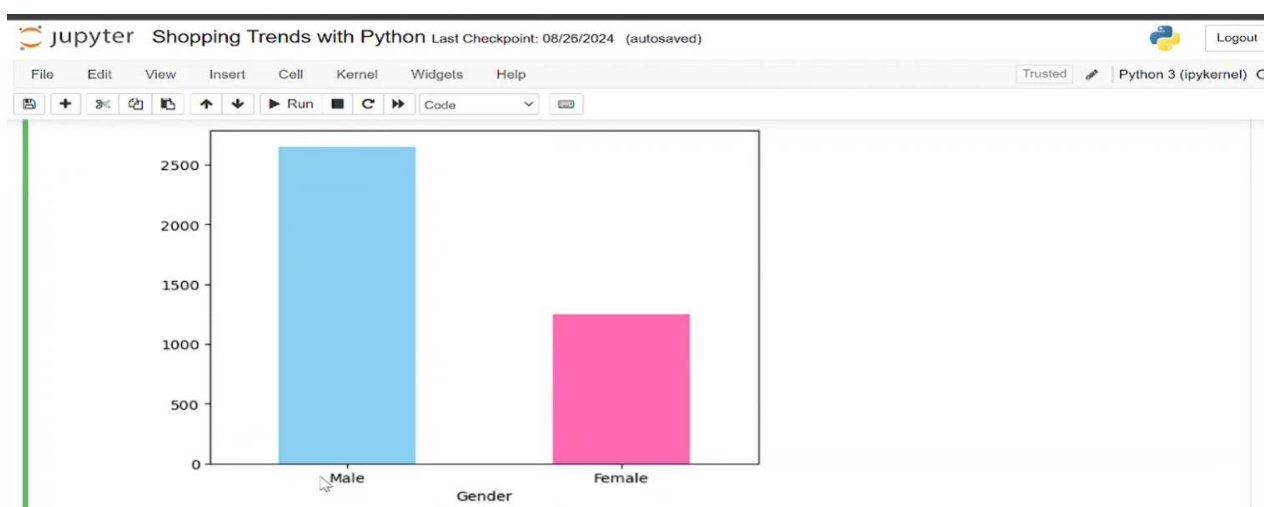 jupyter Shopping Trends with Python Last Checkpoint: 08/26/2024 (autosaved)
Logout
File Edit View Insert Cell Kernel Widgets Help
Trusted
Python 3 (ipykernel)
Run
Code
2500
2000
1500
1000
500
0
Male Female
Gender